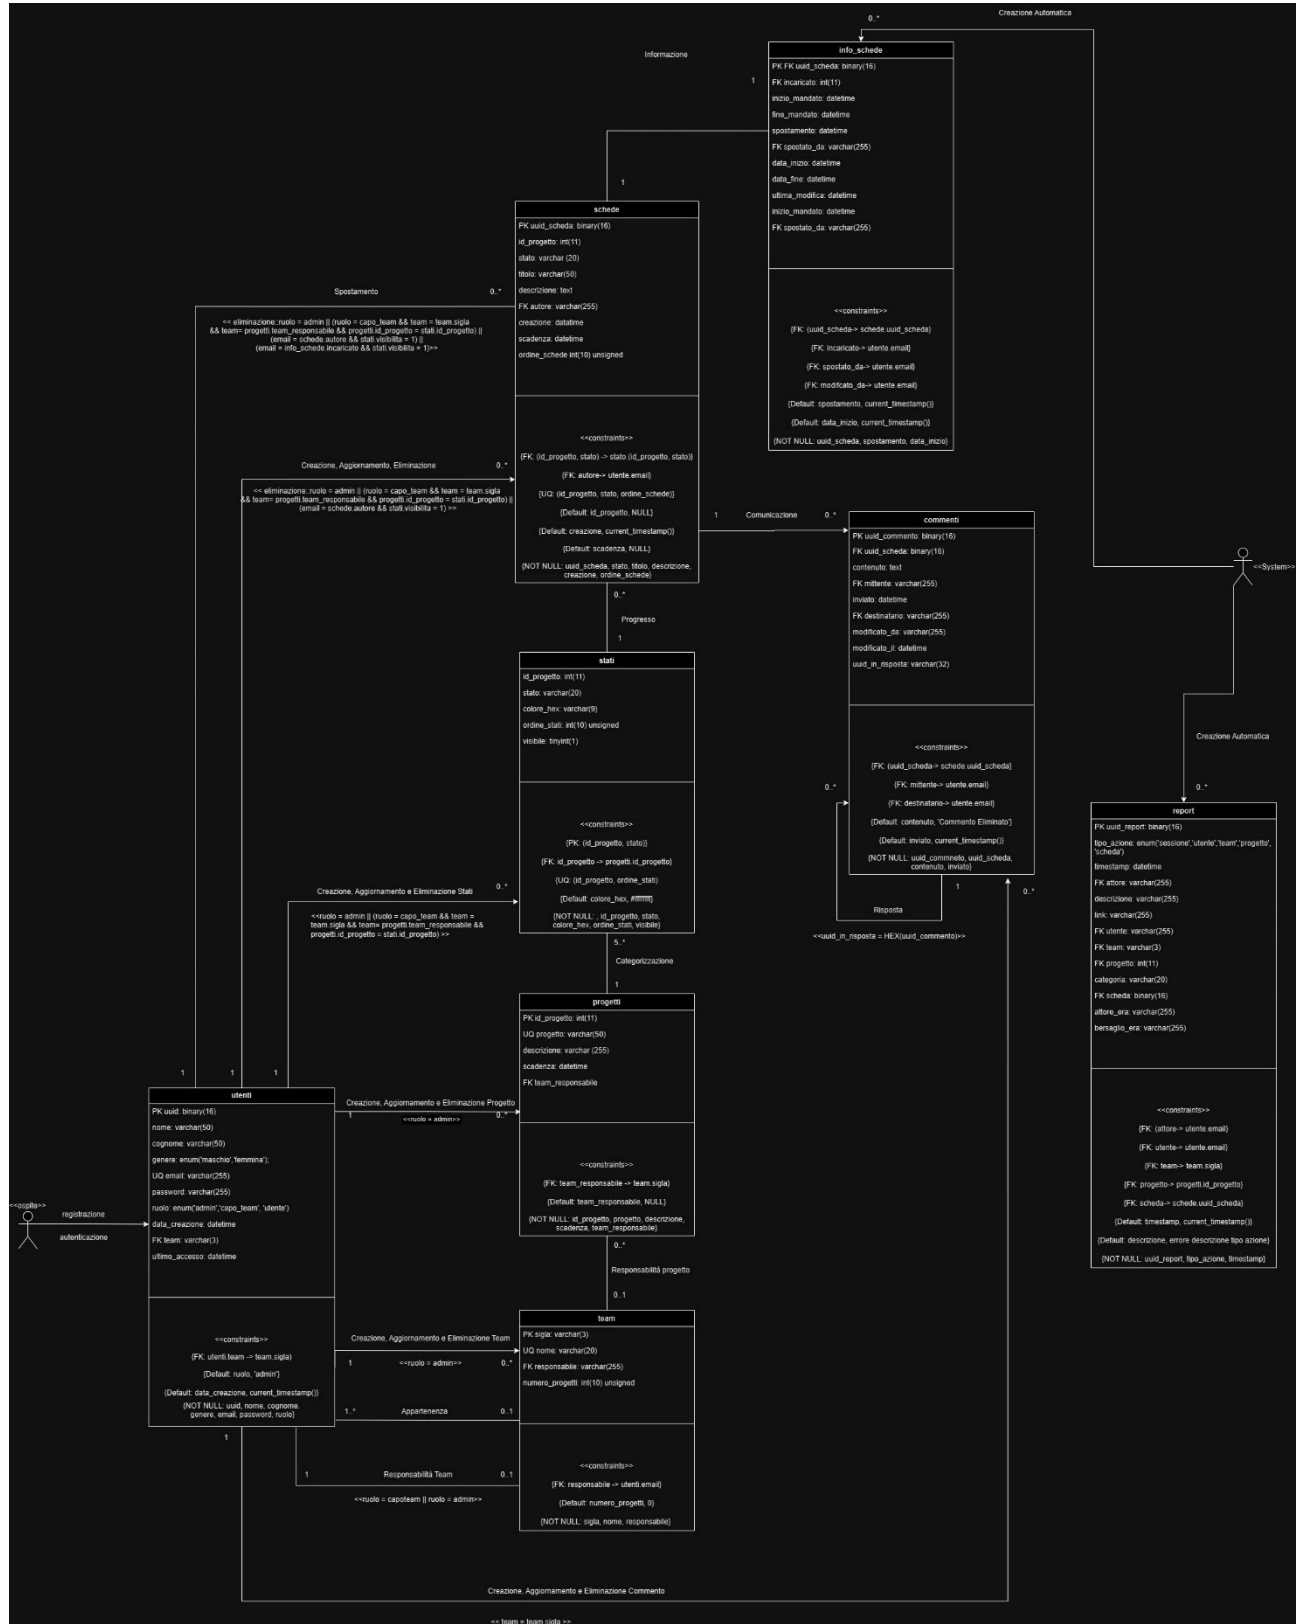 Creazione Automatica
0..*
info_schede
PK FK uuid_scheda: binary(16)
FK incaricato: int(11)
inizio_mandato: datetime
fine_mandato: datetime
spostamento: datetime
FK spostato_da: varchar(255)
data_inizio: datetime
data_fine: datetime
ultima_modifica: datetime
inizio_mandato: datetime
FK spostato_da: varchar(255)
<<constraints>>
{FK: (uuid_scheda-> schede.uuid_scheda}
{FK: incaricato-> utente.email}
{FK: spostato_da-> utente.email}
{FK: modifcato_da-> utente.email}
{Default: spostamento, current_timestamp()}
{Default: data_inizio, current_timestamp()}
{NOT NULL: uuid_scheda, spostamento, data_inizio}
Informazione
1
1
schede
PK uuid_scheda: binary(16)
id_progetto: int(11)
stato: varchar (20)
titolo: varchar(50)
descrizione: text
FK autore: varchar(255)
creazione: datatime
scadenza: datetime
ordine_schede int(10) unsigned
<<constraints>>
{FK: (id_progetto, stato) -> stato.(id_progetto, stato)}
{FK: autore-> utente.email}
{UQ: (id_progetto, stato, ordine_schede)}
{Default id_progetto, NULL}
{Default: creazione, current_timestamp()}
{Default: scadenza, NULL}
{NOT NULL: uuid_scheda, stato, titolo, descrizione,
creazione, ordine_schede}
Spostamento
0..*
<< eliminazione::ruolo = admin || (ruolo = capo_team && team = team.sigla
&& team= progetti.team_responsabile && progetti.id_progetto = stati.id_progetto) ||
(email = schede.autore && stati.visibilita = 1) ||
(email = info_schede.incaricato && stati.visibilita = 1)>>
Creazione, Aggiornamento, Eliminazione
0..*
<< eliminazione::ruolo = admin || (ruolo = capo_team && team = team.sigla
&& team= progetti.team_responsabile && progetti.id_progetto = stati.id_progetto) ||
(email = schede.autore && stati.visibilita = 1) >>
1
Comunicazione
0..*
commenti
PK uuid_commento: binary(16)
FK uuid_scheda: binary(16)
contenuto: text
FK mittente: varchar(255)
inviato: datetime
FK destinatario: varchar(255)
modificato_da: varchar(255)
modificato_il: datetime
uuid_in_risposta: varchar(32)
<<constraints>>
{FK: (uuid_scheda-> schede.uuid_scheda}
{FK: mittente-> utente.email}
{FK: destinatario-> utente.email}
{Default: contenuto, 'Commento Eliminato'}
{Default: inviato, current_timestamp()}
{NOT NULL: uuid_commneto, uuid_scheda,
contenuto, inviato}
0..*
1
0..*
Risposta
<<uuid_in_risposta = HEX(uuid_commento)>>
<<System>>
Creazione Automatica
0..*
report
PK uuid_report: binary(16)
tipo_azione: enum('sessione','utente','team','progetto',
'scheda')
timestamp: datetime
FK attore: varchar(255)
descrizione: varchar(255)
link: varchar(255)
FK utente: varchar(255)
FK team: varchar(3)
FK progetto: int(11)
categoria: varchar(20)
FK scheda: binary(16)
attore_era: varchar(255)
bersaglio_era: varchar(255)
<<constraints>>
{FK: (attore-> utente.email}
{FK: utente-> utente.email}
{FK: team-> team.sigla}
{FK: progetto-> progetti.id_progetto}
{FK: scheda-> schede.uuid_scheda}
{Default: timestamp, current_timestamp()}
{Default: descrizione, errore descrizione tipo azione}
{NOT NULL: uuid_report, tipo_azione, timestamp}
0..*
Progresso
1
stati
id_progetto: int(11)
stato: varchar(20)
colore_hex: varchar(9)
ordine_stati: int(10) unsigned
visibile: tinyint(1)
<<constraints>>
{PK: (id_progetto, stato)}
{FK: id_progetto -> progetti.id_progetto}
{UQ: (id_progetto, ordine_stati)
{Default: colore_hex, #ffffffff}
{NOT NULL: , id_progetto, stato,
colore_hex, ordine_stati, visibile}
Creazione, Aggiornamento e Eliminazione Stati
0..*
<<ruolo = admin || (ruolo = capo_team && team =
team.sigla && team= progetti.team_responsabile &&
progetti.id_progetto = stati.id_progetto) >>
5..*
Categorizzazione
1
progetti
PK id_progetto: int(11)
UQ progetto: varchar(50)
descrizione: varchar (255)
scadenza: datetime
FK team_responsabile
<<constraints>>
{FK: team_responsabile -> team.sigla}
{Default: team_responsabile, NULL}
{NOT NULL: id_progetto, progetto, descrizione,
scadenza, team_responsabile}
1
1
1
utenti
PK uuid: binary(16)
nome: varchar(50)
cognome: varchar(50)
genere: enum('maschio','femmina');
UQ email: varchar(255)
password: varchar(255)
ruolo: enum('admin','capo_team', 'utente')
data_creazione: datetime
FK team: varchar(3)
ultimo_accesso: datetime
<<constraints>>
{FK: utenti.team -> team.sigla}
{Default: ruolo, 'admin'}
{Default: data_creazione, current_timestamp()}
{NOT NULL: uuid, nome, cognome,
genere, email, password, ruolo}
Creazione, Aggiornamento e Eliminazione Progetto
1
<<ruolo = admin>>
0..*
<<ospite>>
registrazione
autenticazione
0..*
Responsabilità progetto
0..1
team
PK sigla: varchar(3)
UQ nome: varchar(20)
FK responsabile: varchar(255)
numero_progetti: int(10) unsigned
<<constraints>>
{FK: responsabile -> utenti.email}
{Default: numero_progetti, 0}
{NOT NULL: sigla, nome, responsabile}
Creazione, Aggiornamento e Eliminazione Team
1
<<ruolo = admin>>
0..*
1..*
Appartenenza
0..1
1
1
Responsabilità Team
0..1
<<ruolo = capoteam || ruolo = admin>>
Creazione, Aggiornamento e Eliminazione Commento
<< team = team.sigla >>